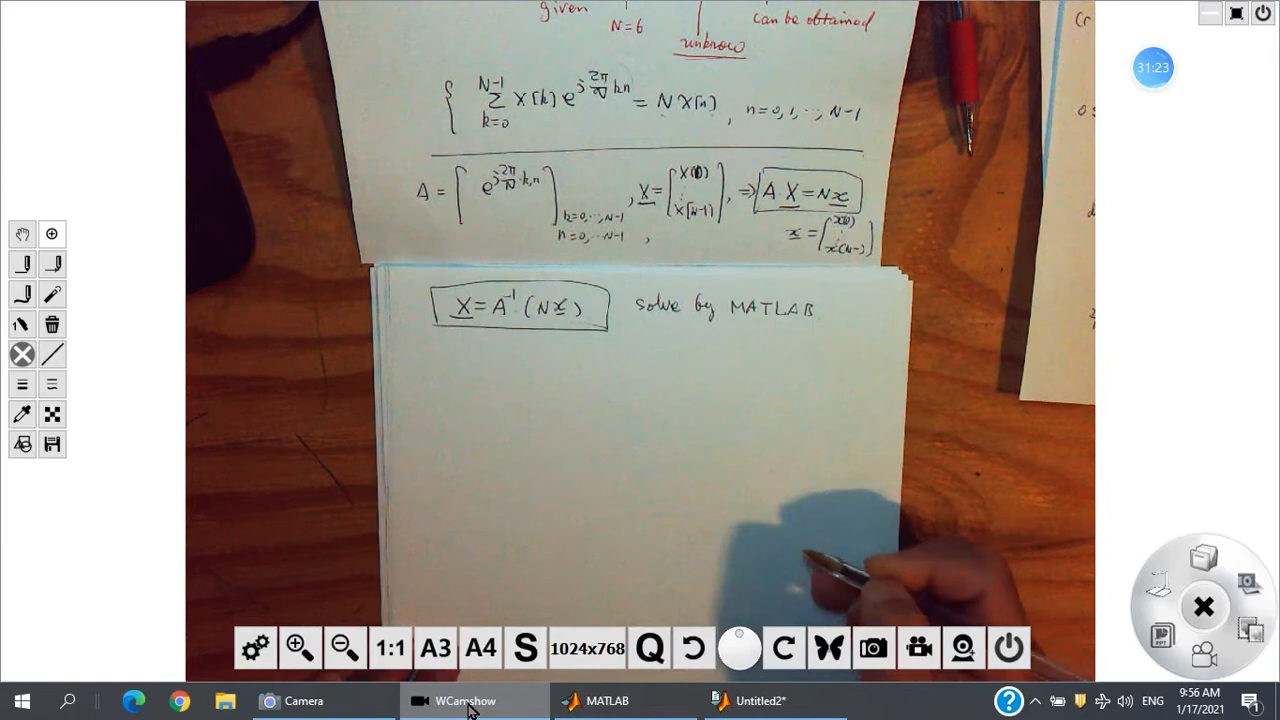 given
N=6
unknow
can be obtained
(r
31:23
N-1
∑ X[k] e^{j 2π/N kn} = N x[n], n=0,1,⋯,N-1
k=0
A = [ e^{j 2π/N k,n} ] k=0,⋯,N-1 n=0,⋯N-1, X = [X(0) ⋮ X[N-1)], ⇒ A X = N x
x = [x(0) ⋮ x(N-1)]
X = A⁻¹ (N x) solve by MATLAB
1:1 A3 A4 S 1024x768 Q
PPT
Camera WCamshow MATLAB Untitled2* ENG 9:56 AM
1/17/2021